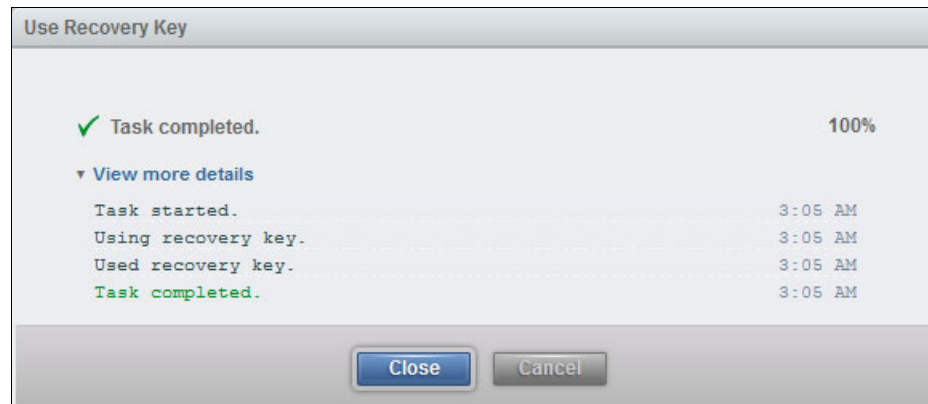 Use Recovery Key
Task completed. 100%
View more details
Task started. 3:05 AM
Using recovery key. 3:05 AM
Used recovery key. 3:05 AM
Task completed. 3:05 AM
Close Cancel